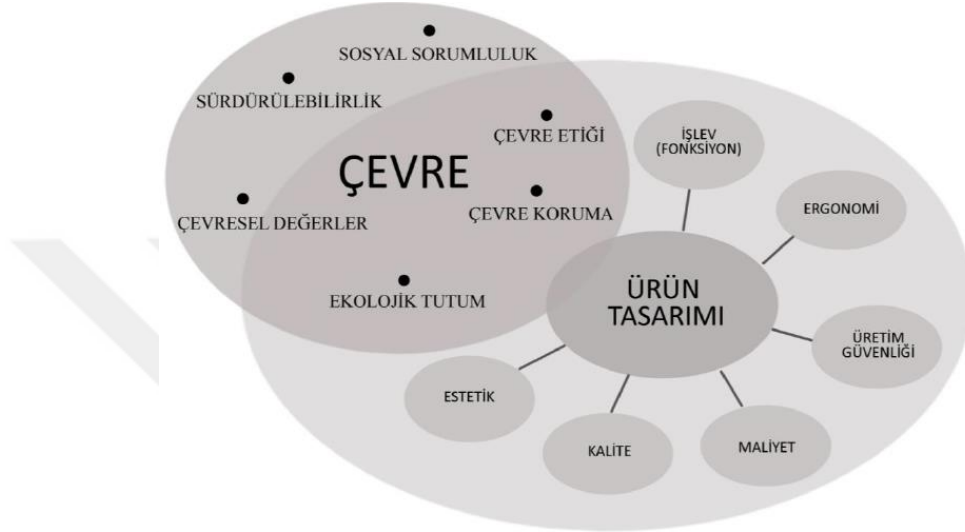 SOSYAL SORUMLULUK
SÜRDÜRÜLEBİLİRLİK
ÇEVRE ETİĞİ
ÇEVRE
ÇEVRESEL DEĞERLER
ÇEVRE KORUMA
EKOLOJİK TUTUM
İŞLEV
(FONKSİYON)
ERGONOMİ
ÜRÜN
TASARIMI
ÜRETİM
GÜVENLİĞİ
ESTETİK
KALİTE
MALİYET